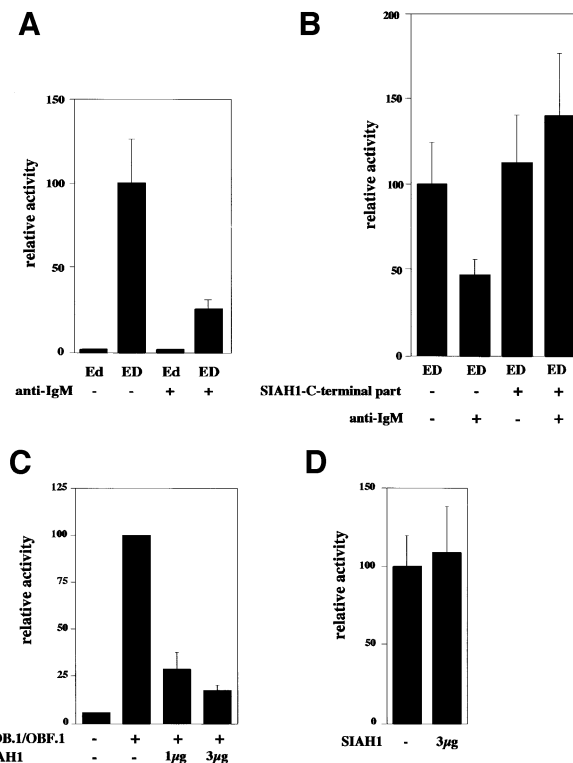 A
B
150
100
50
0
relative activity
Ed ED Ed ED
anti-IgM - - + +
200
150
100
50
0
relative activity
ED ED ED ED
SIAH1-C-terminal part - - + +
anti-IgM - + - +
C
D
125
100
75
50
25
0
relative activity
OB.1/OBF.1 - + + +
AH1 - - 1µg 3µg
150
100
50
0
relative activity
SIAH1 - 3µg